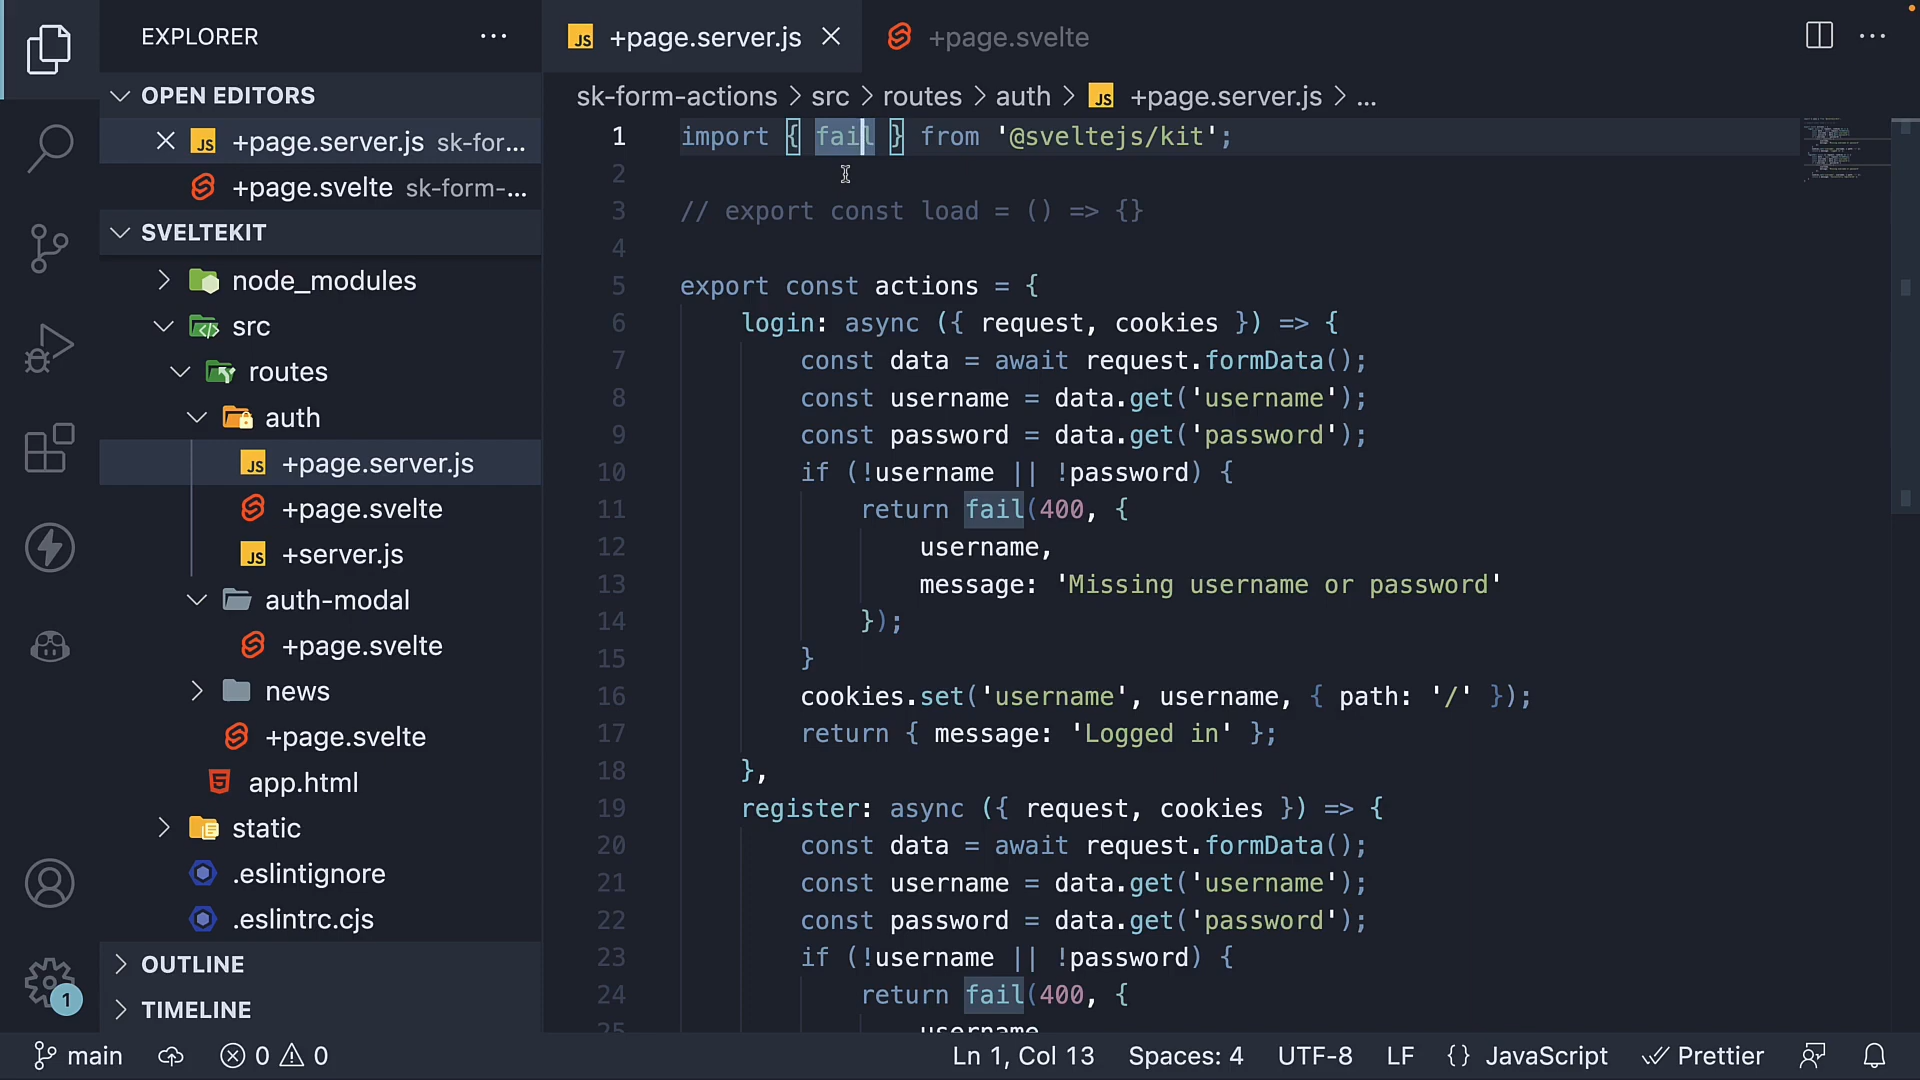 EXPLORER
OPEN EDITORS
+page.server.js sk-for...
+page.svelte sk-form-...
SVELTEKIT
node_modules
src
routes
auth
+page.server.js
+page.svelte
+server.js
auth-modal
+page.svelte
news
+page.svelte
app.html
static
.eslintignore
.eslintrc.cjs
OUTLINE
TIMELINE
1
+page.server.js
+page.svelte
sk-form-actions > src > routes > auth > JS +page.server.js > ...
1 import { fail } from '@sveltejs/kit';
2
3 // export const load = () => {}
4
5 export const actions = {
6 login: async ({ request, cookies }) => {
7 const data = await request.formData();
8 const username = data.get('username');
9 const password = data.get('password');
10 if (!username || !password) {
11 return fail(400, {
12 username,
13 message: 'Missing username or password'
14 });
15 }
16 cookies.set('username', username, { path: '/' });
17 return { message: 'Logged in' };
18 },
19 register: async ({ request, cookies }) => {
20 const data = await request.formData();
21 const username = data.get('username');
22 const password = data.get('password');
23 if (!username || !password) {
24 return fail(400, {
25 username
main 0 0 Ln 1, Col 13 Spaces: 4 UTF-8 LF {} JavaScript Prettier